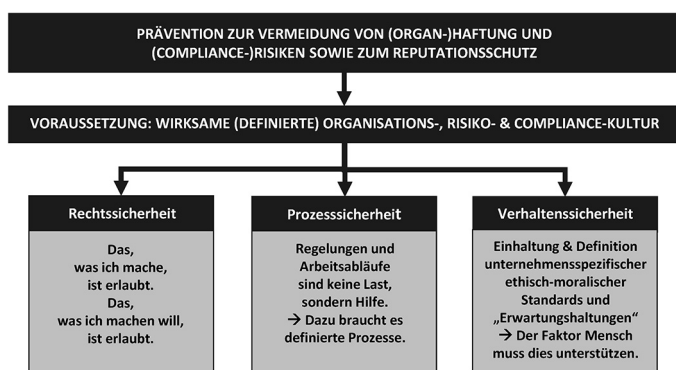 PRÄVENTION ZUR VERMEIDUNG VON (ORGAN-)HAFTUNG UND
(COMPLIANCE-)RISIKEN SOWIE ZUM REPUTATIONSSCHUTZ
VORAUSSETZUNG: WIRKSAME (DEFINIERTE) ORGANISATIONS-, RISIKO- & COMPLIANCE-KULTUR
Rechtssicherheit
Das,
was ich mache,
ist erlaubt.
Das,
was ich machen will,
ist erlaubt.
Prozesssicherheit
Regelungen und
Arbeitsabläufe
sind keine Last,
sondern Hilfe.
→ Dazu braucht es
definierte Prozesse.
Verhaltenssicherheit
Einhaltung & Definition
unternehmensspezifischer
ethisch-moralischer
Standards und
„Erwartungshaltungen“
→ Der Faktor Mensch
muss dies unterstützen.